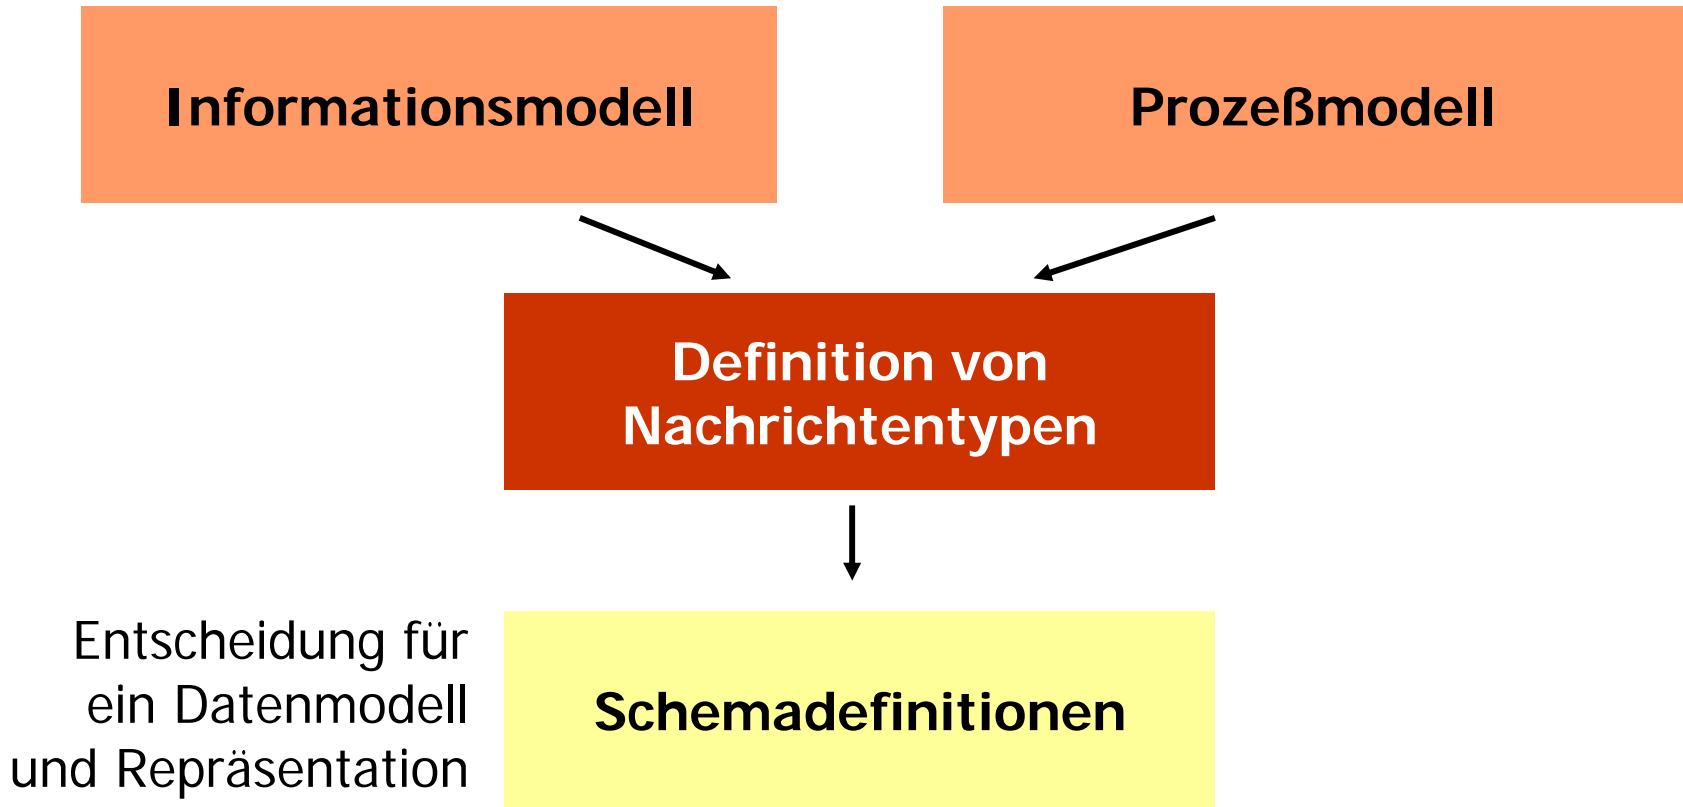 Informationsmodell
Prozeßmodell
Definition von
Nachrichtentypen
Entscheidung für
ein Datenmodell
und Repräsentation
Schemadefinitionen